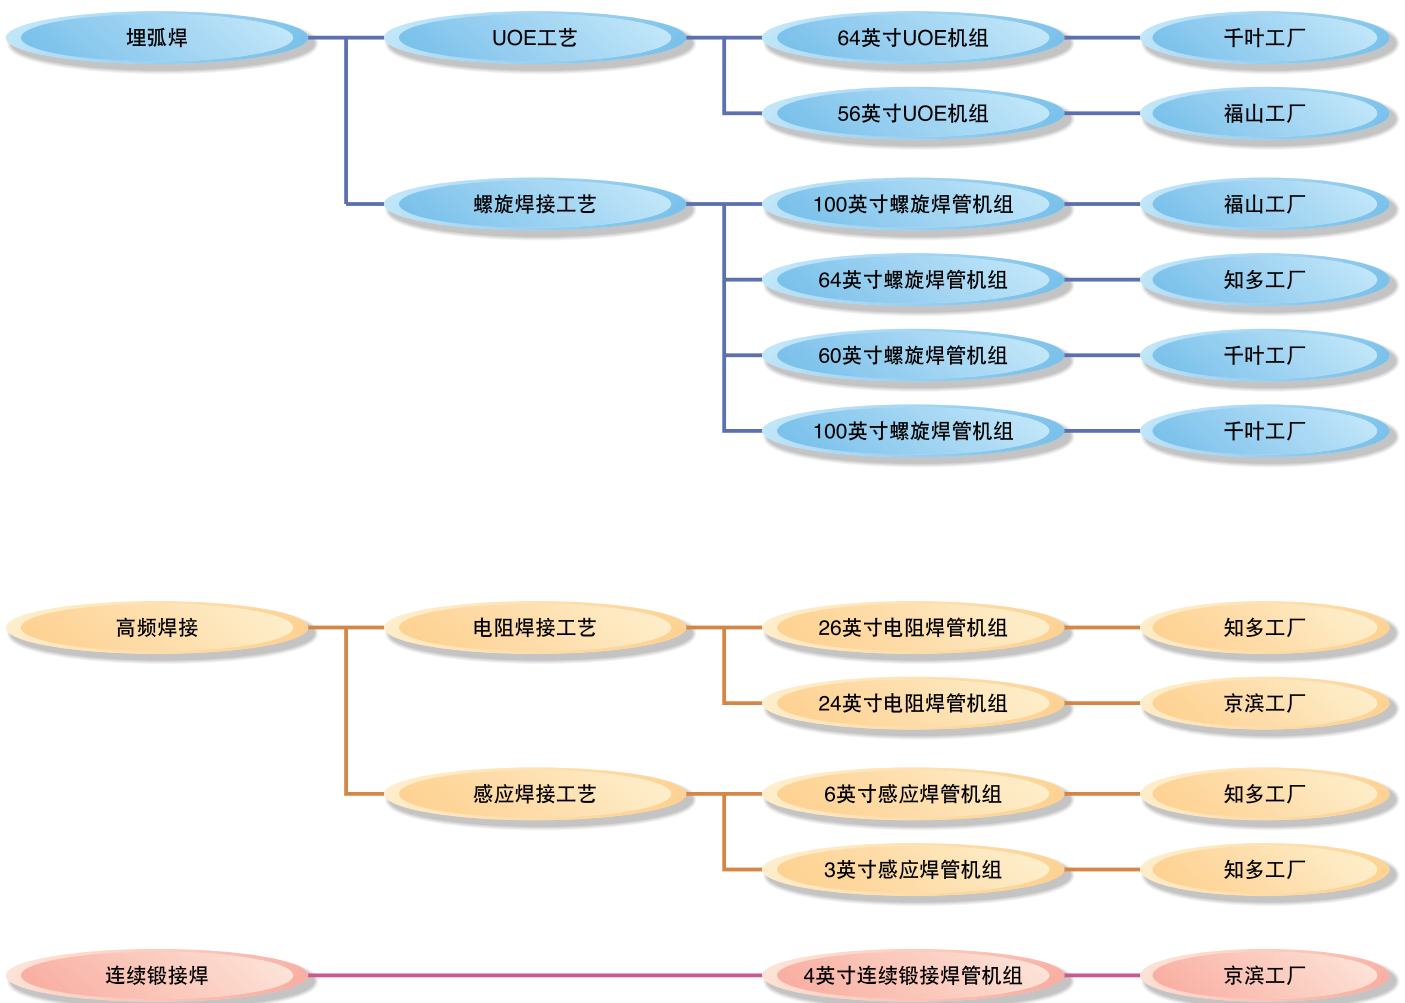 埋弧焊
UOE工艺
64英寸UOE机组
千叶工厂
56英寸UOE机组
福山工厂
螺旋焊接工艺
100英寸螺旋焊管机组
福山工厂
64英寸螺旋焊管机组
知多工厂
60英寸螺旋焊管机组
千叶工厂
100英寸螺旋焊管机组
千叶工厂
高频焊接
电阻焊接工艺
26英寸电阻焊管机组
知多工厂
24英寸电阻焊管机组
京滨工厂
感应焊接工艺
6英寸感应焊管机组
知多工厂
3英寸感应焊管机组
知多工厂
连续锻接焊
4英寸连续锻接焊管机组
京滨工厂